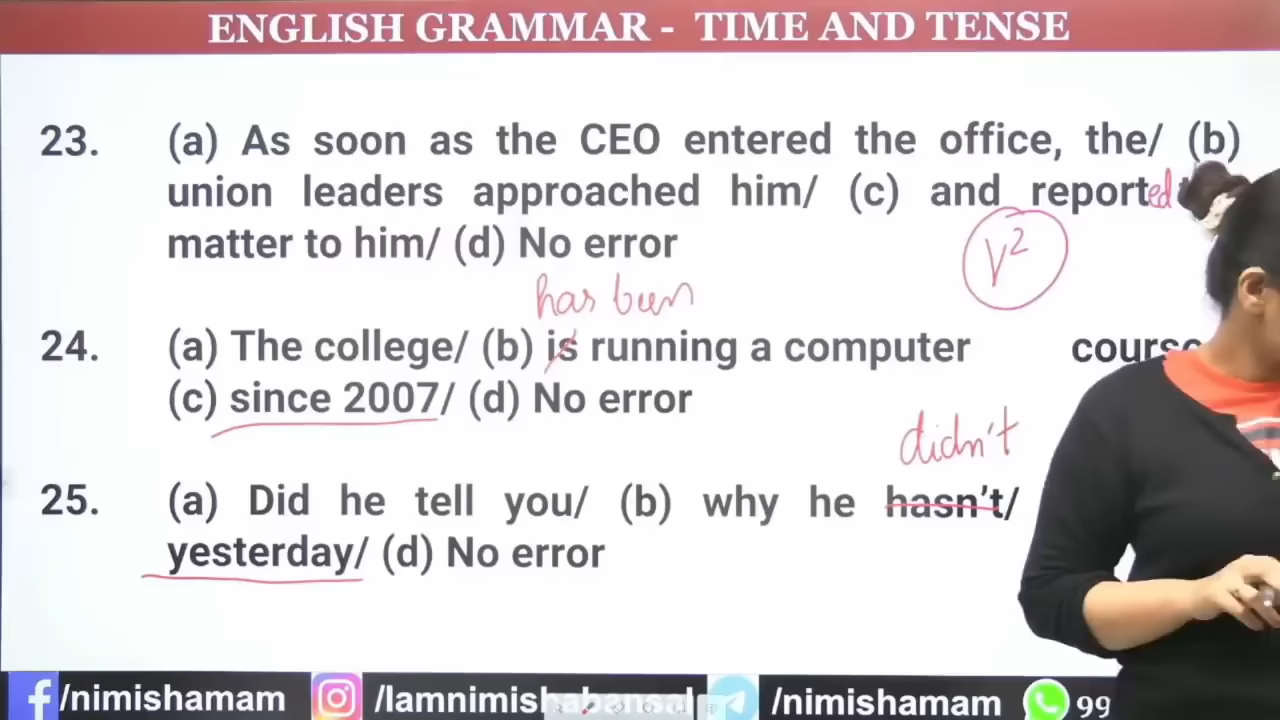 ENGLISH GRAMMAR - TIME AND TENSE
23. (a) As soon as the CEO entered the office, the/ (b)
union leaders approached him/ (c) and reported
matter to him/ (d) No error
V²
has been
24. (a) The college/ (b) is running a computer
(c) since 2007/ (d) No error
didn't
25. (a) Did he tell you/ (b) why he hasn't/
yesterday/ (d) No error
/nimishamam /Iamnimishabansal /nimishamam 99